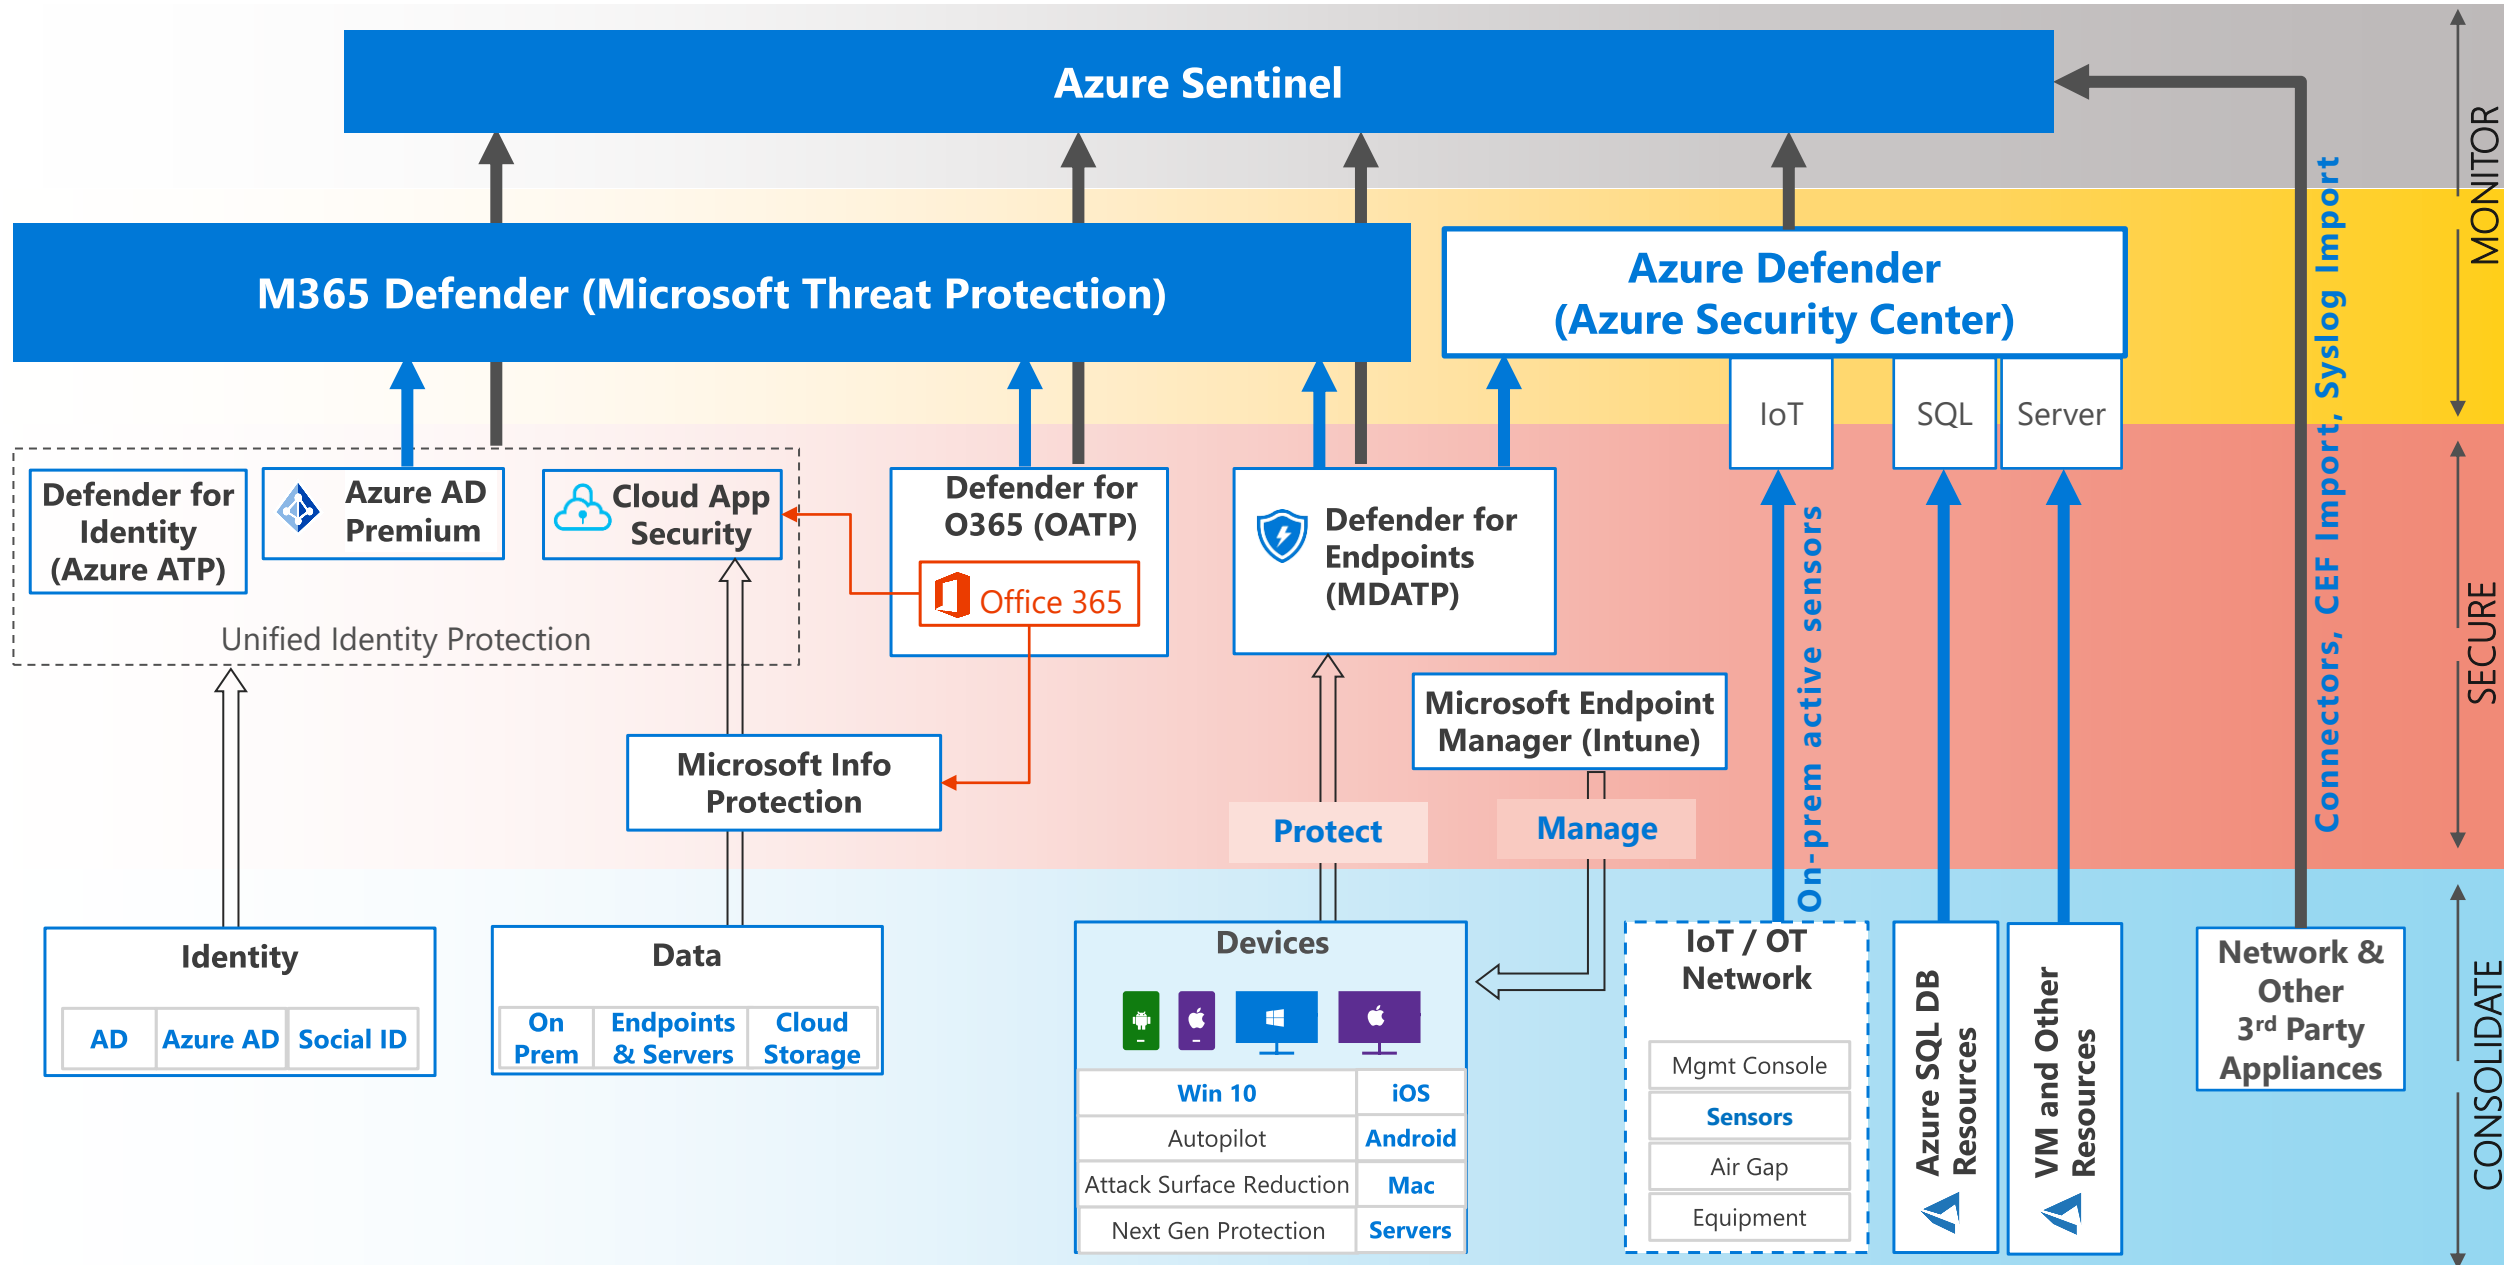 Azure Sentinel
MONITOR
M365 Defender (Microsoft Threat Protection)
Azure Defender
(Azure Security Center)
IoT
SQL
Server
Connectors, CEF Import, Syslog Import
Defender for
Identity
(Azure ATP)
Azure AD
Premium
Cloud App
Security
Unified Identity Protection
Defender for
O365 (OATP)
Office 365
Defender for
Endpoints
(MDATP)
On-prem active sensors
SECURE
Microsoft Info
Protection
Microsoft Endpoint
Manager (Intune)
Protect
Manage
Identity
AD
Azure AD
Social ID
Data
On
Prem
Endpoints
& Servers
Cloud
Storage
Devices
Win 10
iOS
Autopilot
Android
Attack Surface Reduction
Mac
Next Gen Protection
Servers
IoT / OT
Network
Mgmt Console
Sensors
Air Gap
Equipment
Azure SQL DB
Resources
VM and Other
Resources
Network &
Other
3rd Party
Appliances
CONSOLIDATE